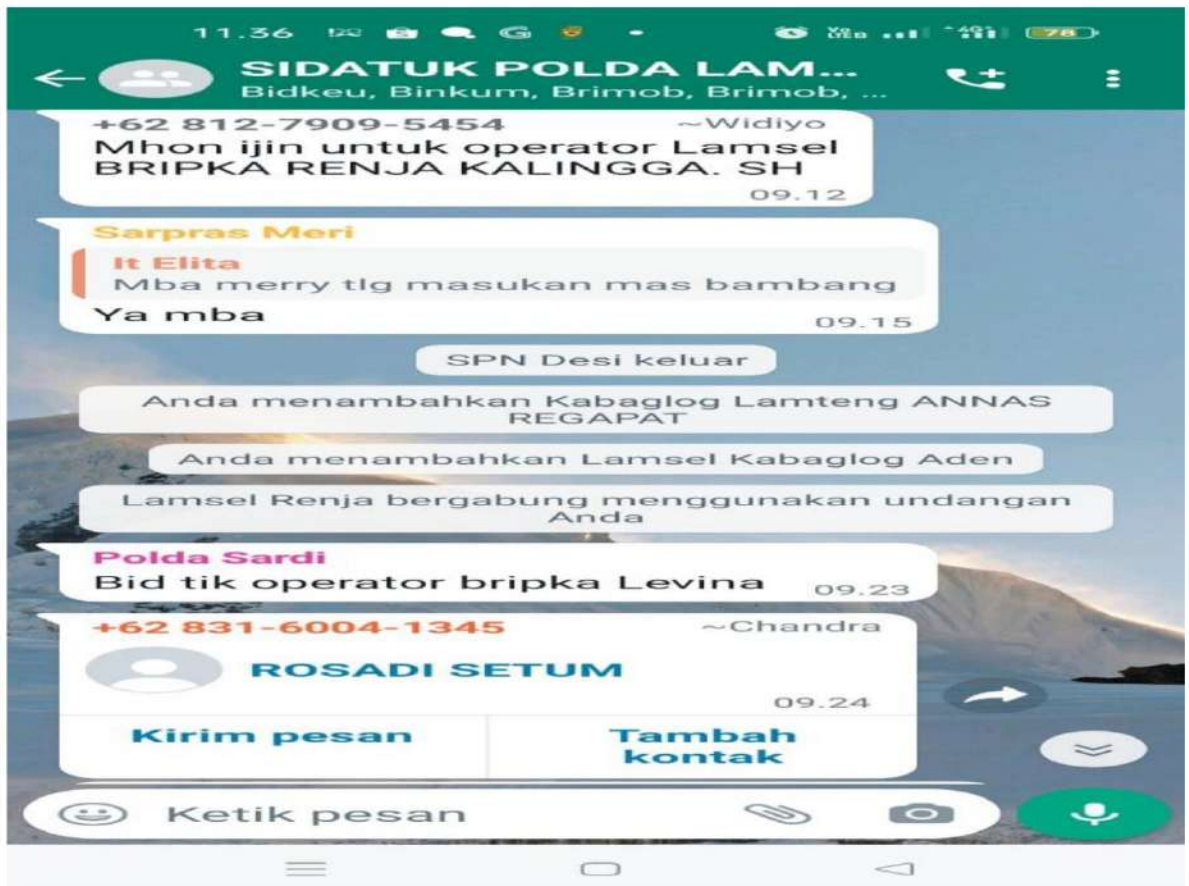 11.36 78
SIDATUK POLDA LAM...
Bidkeu, Binkum, Brimob, Brimob, ...
+62 812-7909-5454 ~Widiyo
Mhon ijin untuk operator Lamsel
BRIPKA RENJA KALINGGA. SH
09.12
Sarpras Meri
It Elita
Mba merry tlg masukan mas bambang
Ya mba 09.15
SPN Desi keluar
Anda menambahkan Kabaglog Lamteng ANNAS
REGAPAT
Anda menambahkan Lamsel Kabaglog Aden
Lamsel Renja bergabung menggunakan undangan
Anda
Polda Sardi
Bid tik operator bripka Levina 09.23
+62 831-6004-1345 ~Chandra
ROSADI SETUM
09.24
Kirim pesan Tambah
kontak
Ketik pesan